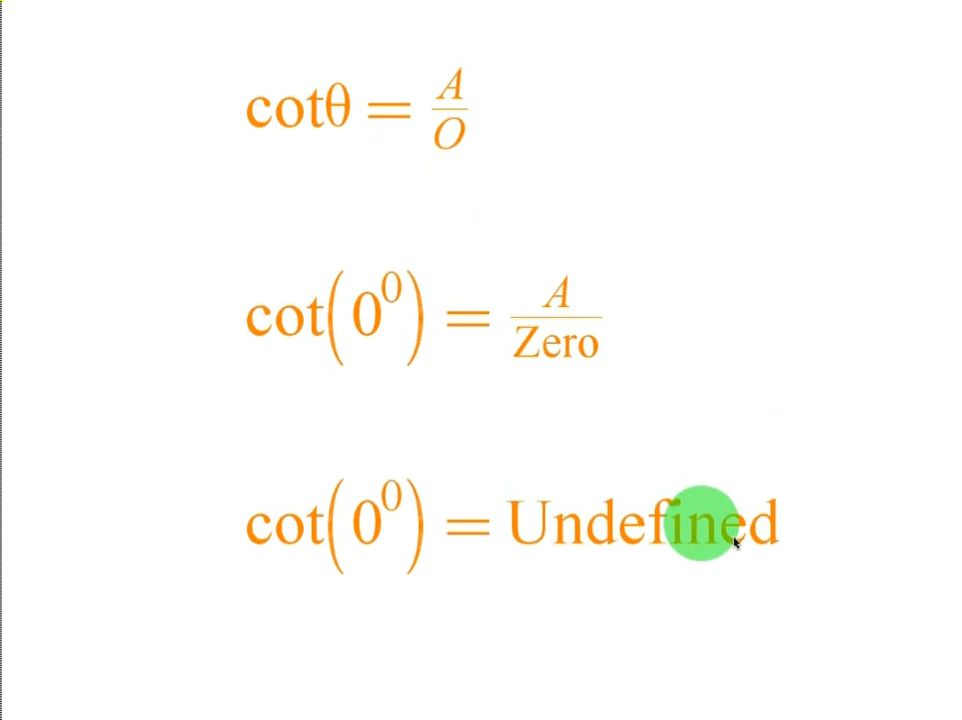 cotθ = A/O
cot(0⁰) = A/Zero
cot(0⁰) = Undefined